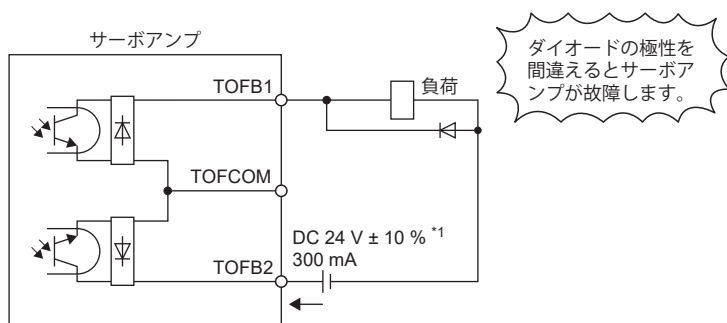 サーボアンプ
ダイオードの極性を
間違えるとサーボア
ンプが故障します。
TOFB1
負荷
TOFCOM
DC 24 V ± 10 % *1
300 mA
TOFB2